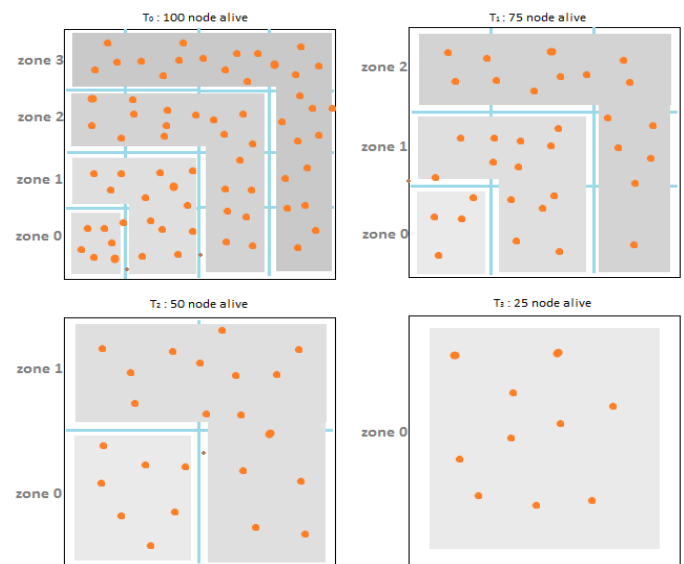 T₀ : 100 node alive
zone 3
zone 2
zone 1
zone 0
T₁ : 75 node alive
zone 2
zone 1
zone 0
T₂ : 50 node alive
zone 1
zone 0
T₃ : 25 node alive
zone 0